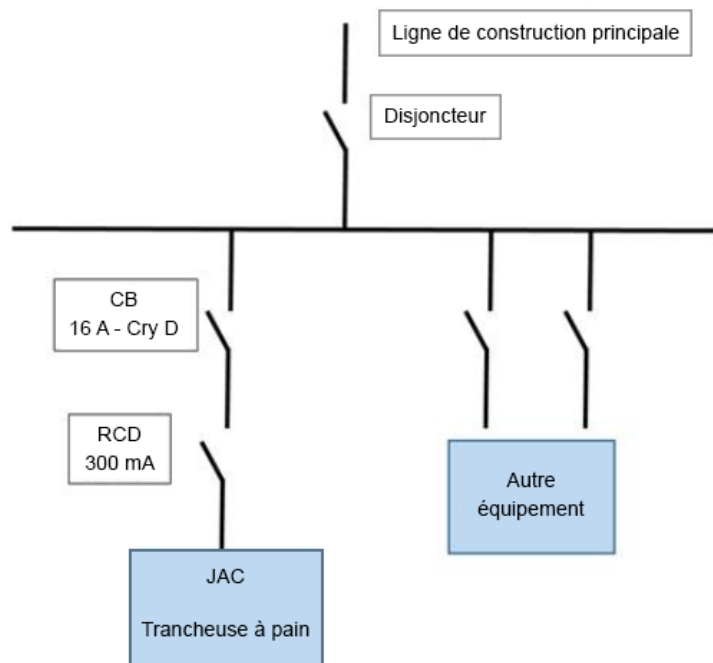 Ligne de construction principale
Disjoncteur
CB
16 A - Cry D
RCD
300 mA
Autre
équipement
JAC
Trancheuse à pain